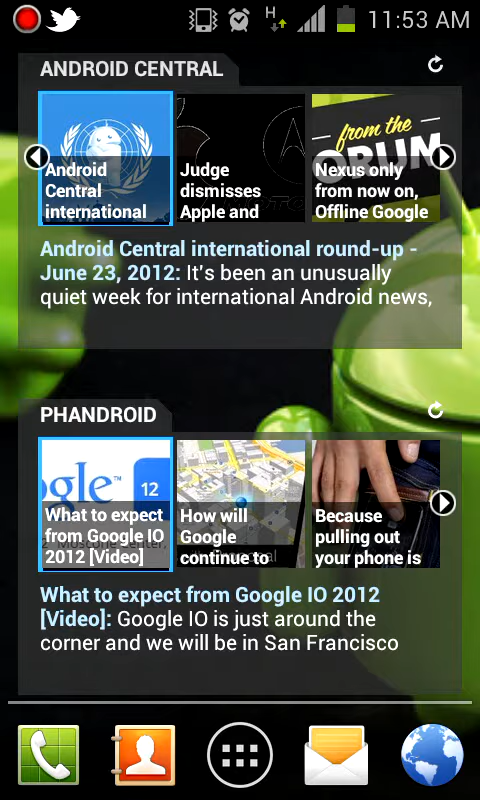 H 11:53 AM
ANDROID CENTRAL
Android
Central
international
Judge
dismisses
Apple and
from the
ORUM
Nexus only
from now on,
Offline Google
Android Central international round-up -
June 23, 2012: It's been an unusually
quiet week for international Android news,
PHANDROID
ogle™
12
What to expect
from Google IO
2012 [Video]
Moscone Center,
How will
Google
continue to
Because
pulling out
your phone is
What to expect from Google IO 2012
[Video]: Google IO is just around the
corner and we will be in San Francisco